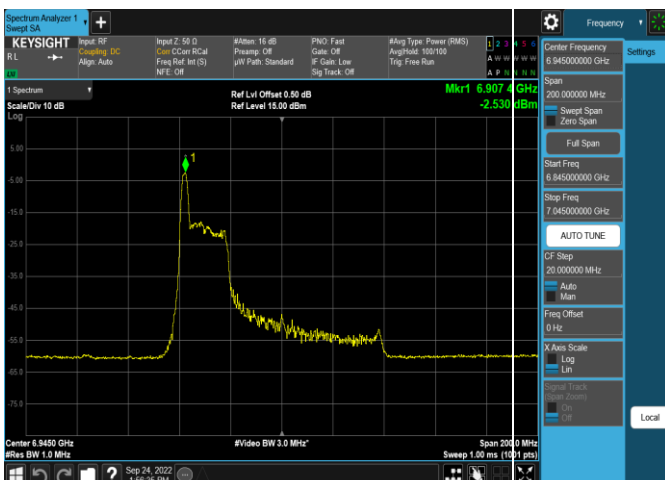 Spectrum Analyzer 1
Swept SA
Frequency
KEYSIGHT
R L
LW
Input: RF
Coupling: DC
Align: Auto
Input Z: 50 Ω
Corr CCorr RCal
Freq Ref: Int (S)
NFE: Off
#Atten: 16 dB
Preamp: Off
µW Path: Standard
PNO: Fast
Gate: Off
IF Gain: Low
Sig Track: Off
#Avg Type: Power (RMS)
Avg|Hold: 100/100
Trig: Free Run
1 2 3 4 5 6
A W W W W W
A P N N N N
1 Spectrum
Scale/Div 10 dB
Log
Ref Lvl Offset 0.50 dB
Ref Level 15.00 dBm
Mkr1 6.907 4 GHz
-2.530 dBm
1
5.00
-5.00
-15.0
-25.0
-35.0
-45.0
-55.0
-65.0
-75.0
Center 6.9450 GHz
#Res BW 1.0 MHz
#Video BW 3.0 MHz*
Span 200.0 MHz
Sweep 1.00 ms (1001 pts)
Sep 24, 2022
1:56:25 PM
Center Frequency
6.945000000 GHz
Settings
Span
200.000000 MHz
Swept Span
Zero Span
Full Span
Start Freq
6.845000000 GHz
Stop Freq
7.045000000 GHz
AUTO TUNE
CF Step
20.000000 MHz
Auto
Man
Freq Offset
0 Hz
X Axis Scale
Log
Lin
Signal Track
(Span Zoom)
On
Off
Local